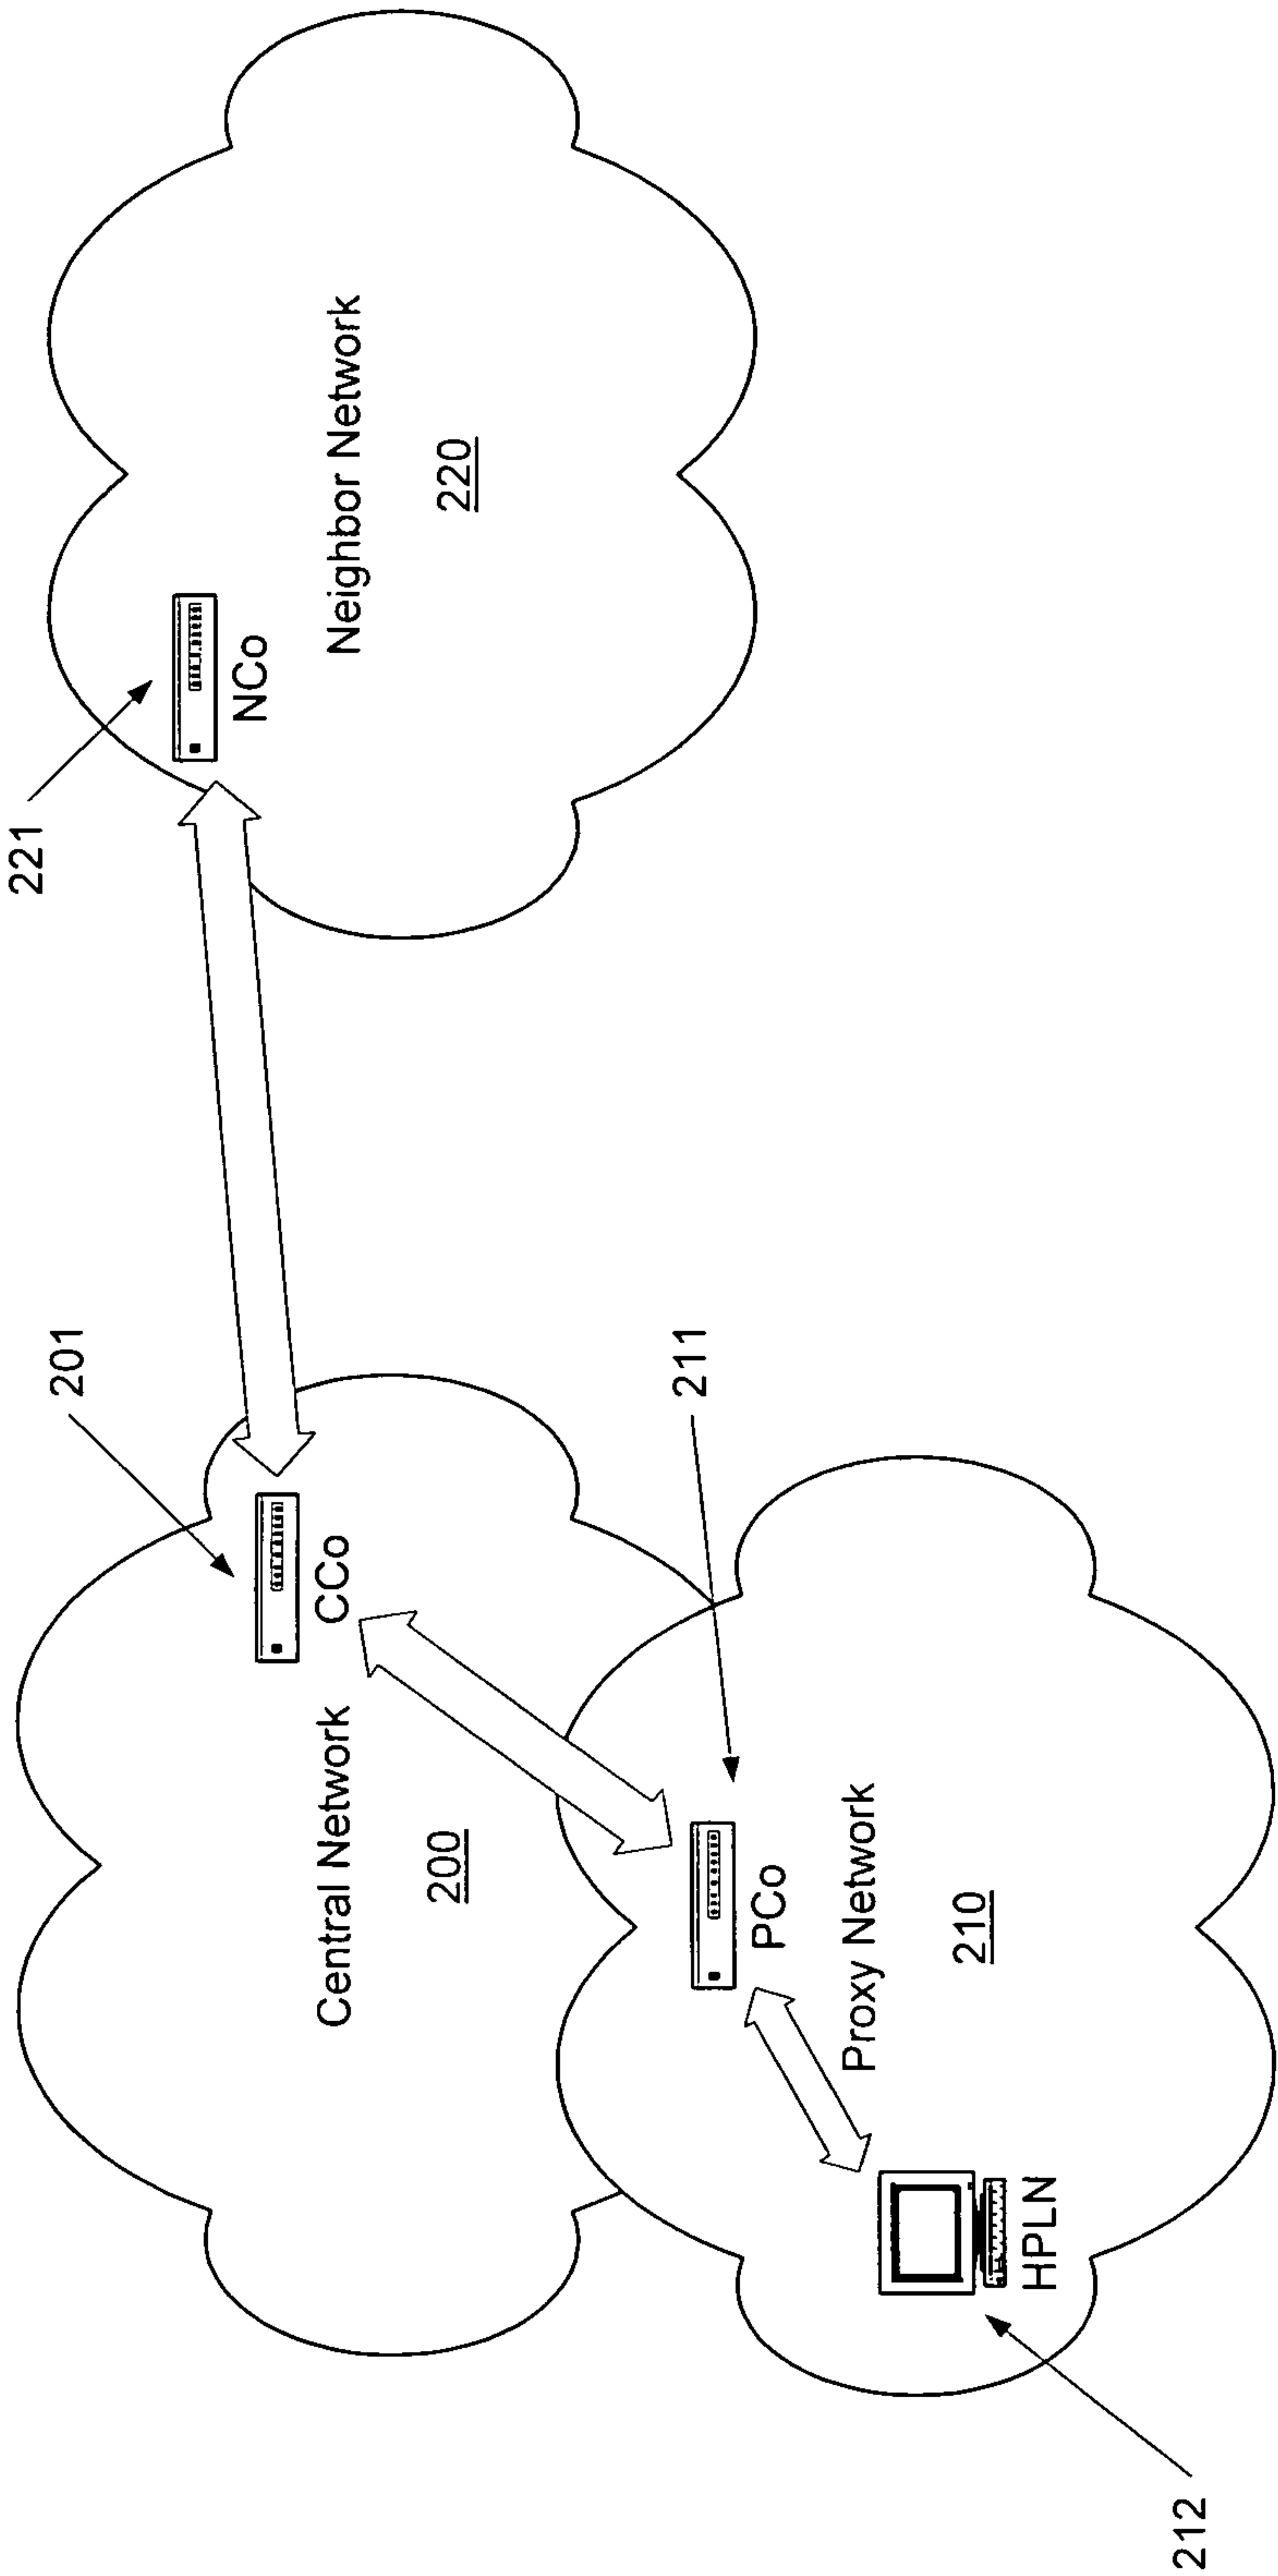 221
NCo
Neighbor Network
220
201
CCo
Central Network
200
211
PCo
Proxy Network
210
HPLN
212